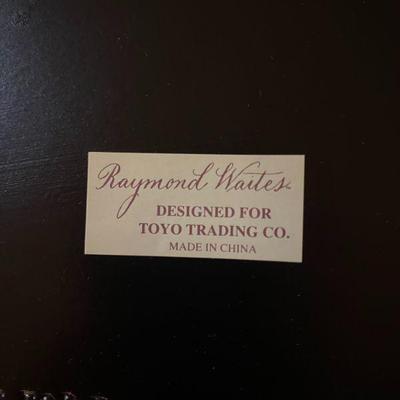 Raymond Waites
DESIGNED FOR
TOYO TRADING CO.
MADE IN CHINA